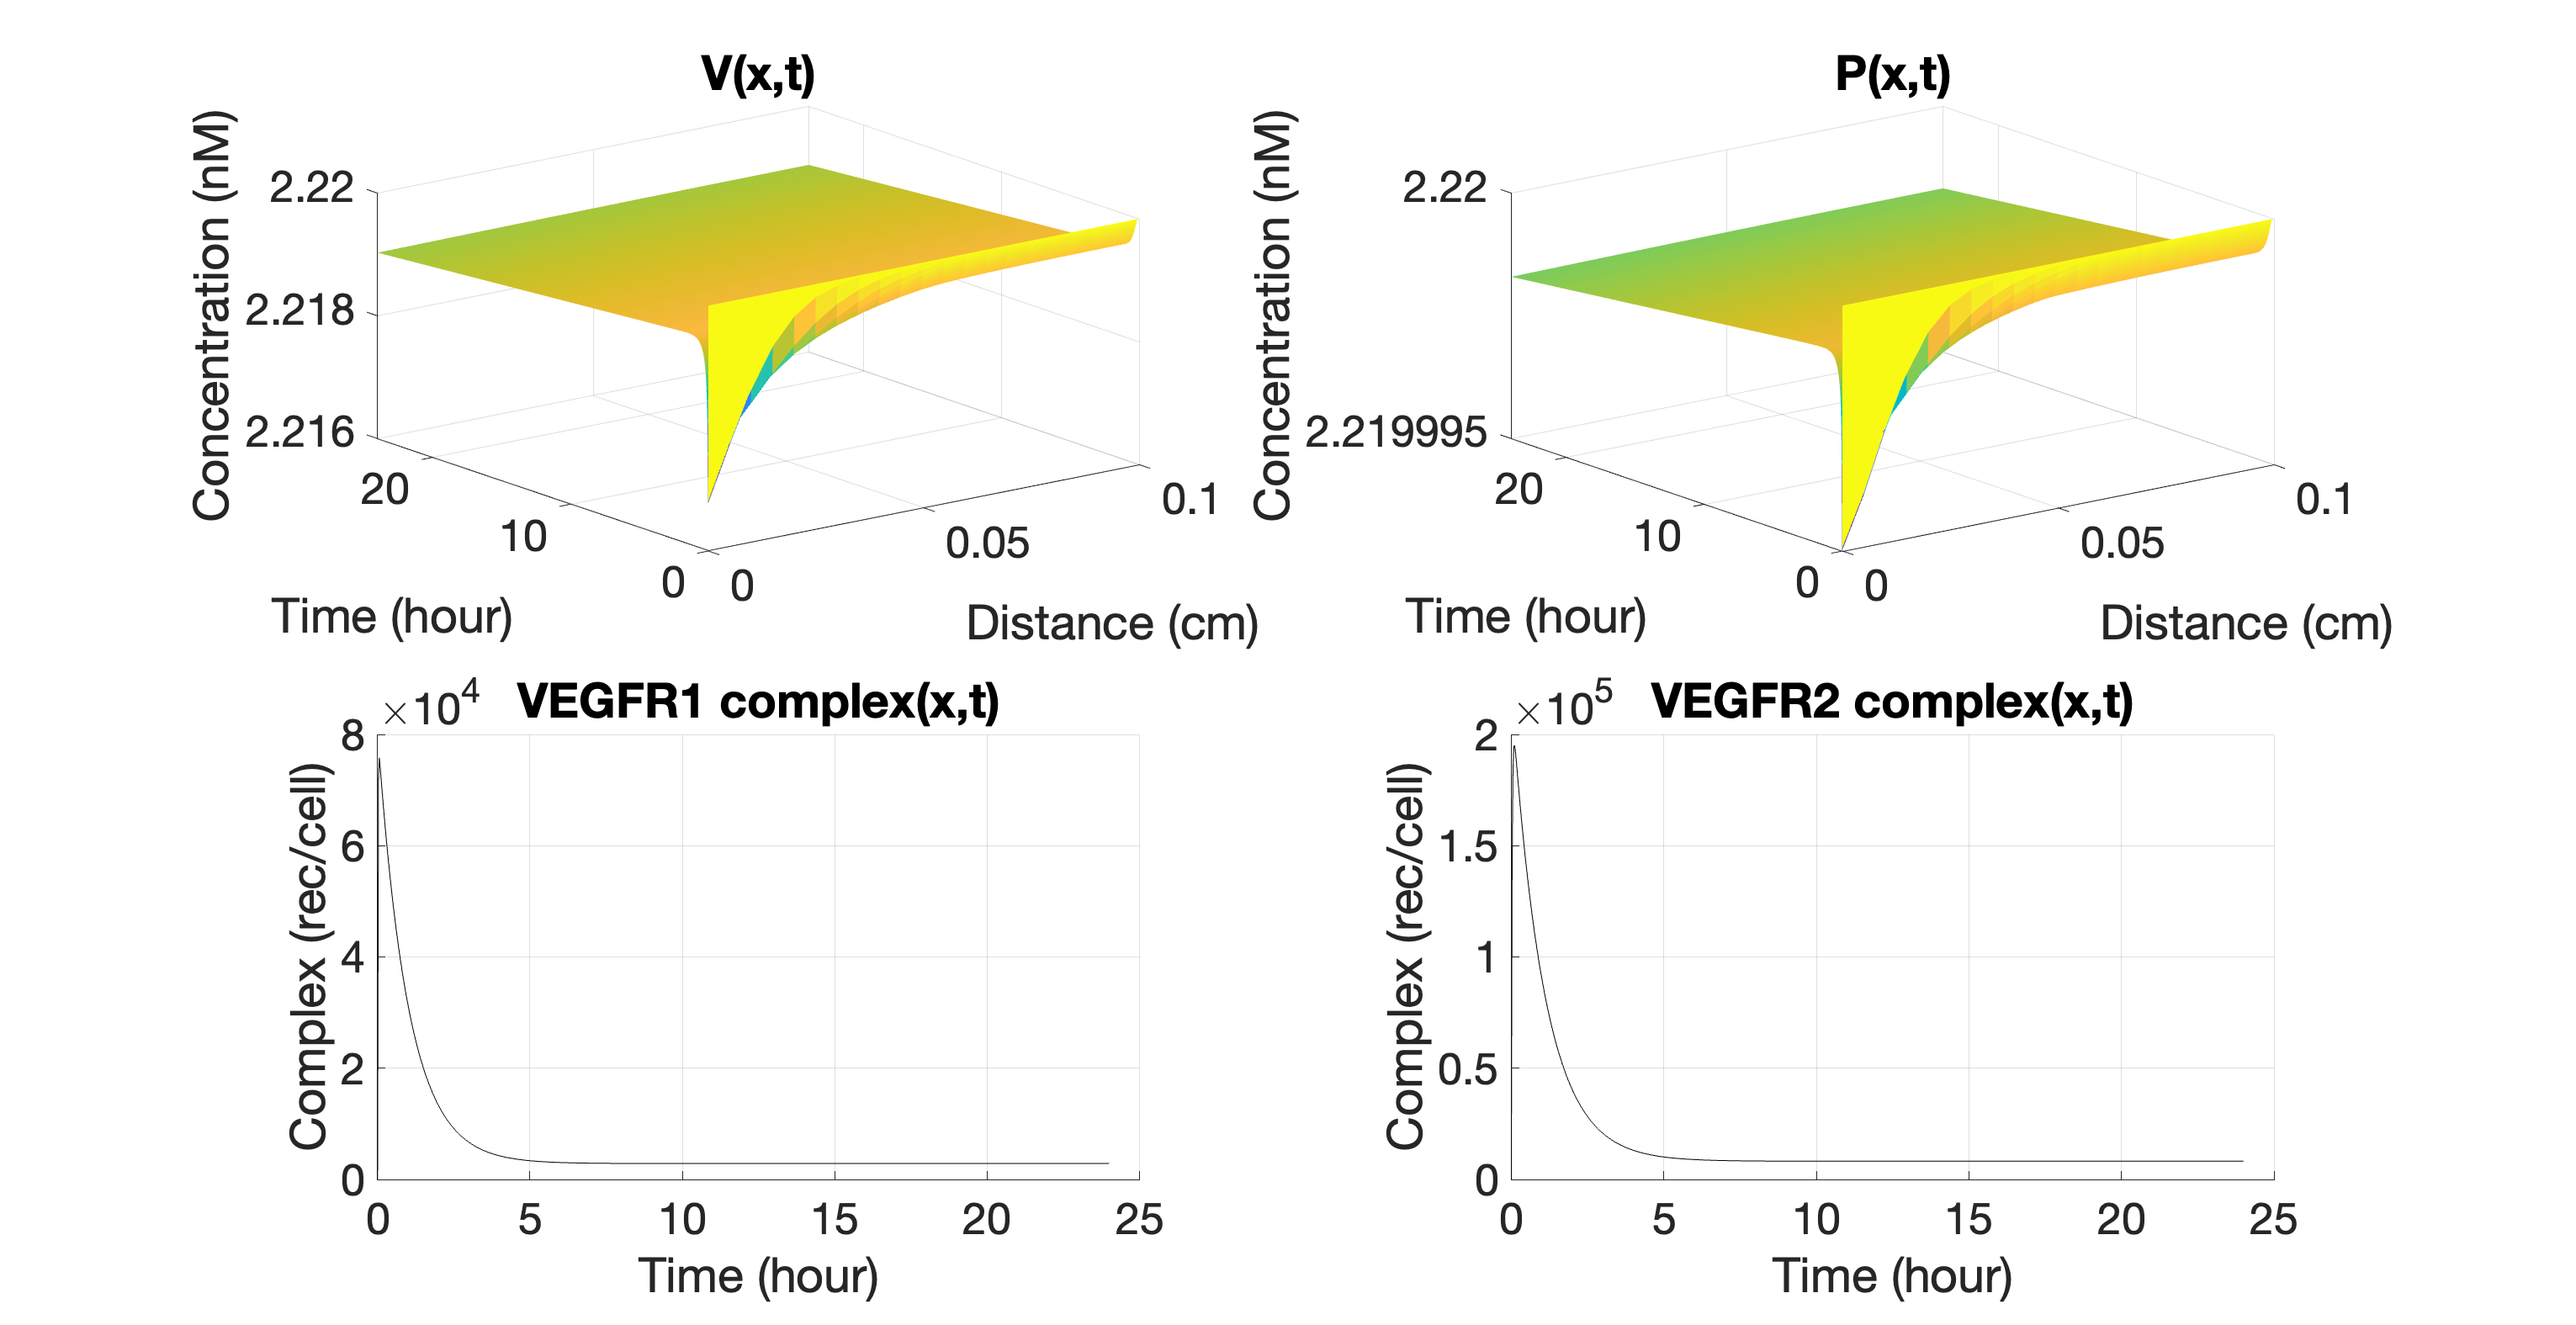 V(x,t)
Concentration (nM)
2.22
2.218
2.216
20
10
0
0
0.05
0.1
Time (hour)
Distance (cm)
P(x,t)
Concentration (nM)
2.22
2.219995
20
10
0
0
0.05
0.1
Time (hour)
Distance (cm)
×10^4
VEGFR1 complex(x,t)
Complex (rec/cell)
8
6
4
2
0
0 5 10 15 20 25
Time (hour)
×10^5
VEGFR2 complex(x,t)
Complex (rec/cell)
2
1.5
1
0.5
0
0 5 10 15 20 25
Time (hour)